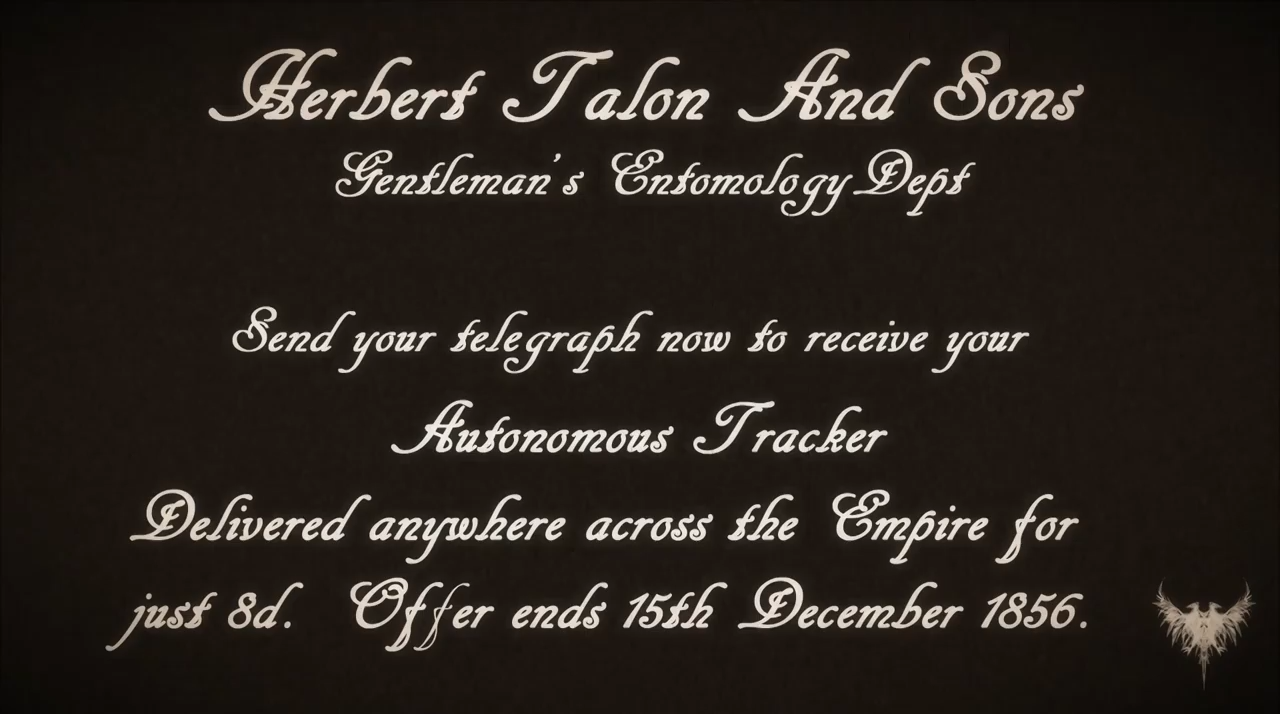 Herbert Talon And Sons
Gentleman's Entomology Dept
Send your telegraph now to receive your
Autonomous Tracker
Delivered anywhere across the Empire for
just 8d. Offer ends 15th December 1856.